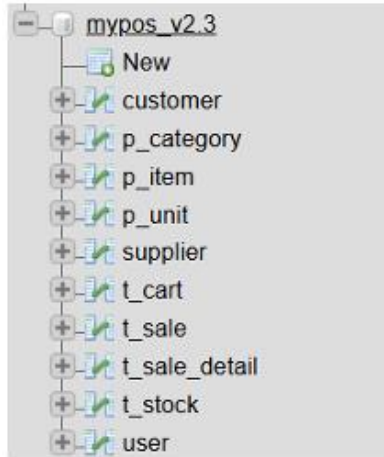 mypos_v2.3
New
customer
p_category
p_item
p_unit
supplier
t_cart
t_sale
t_sale_detail
t_stock
user